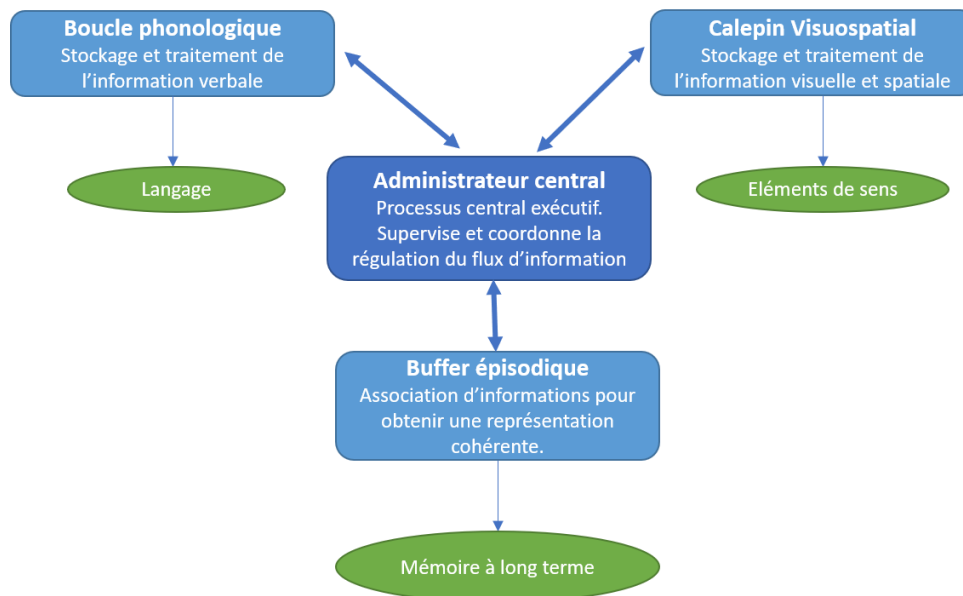 Boucle phonologique
Stockage et traitement de
l’information verbale
Calepin Visuospatial
Stockage et traitement de
l’information visuelle et spatiale
Langage
Eléments de sens
Administrateur central
Processus central exécutif.
Supervise et coordonne la
régulation du flux d’information
Buffer épisodique
Association d’informations pour
obtenir une représentation
cohérente.
Mémoire à long terme